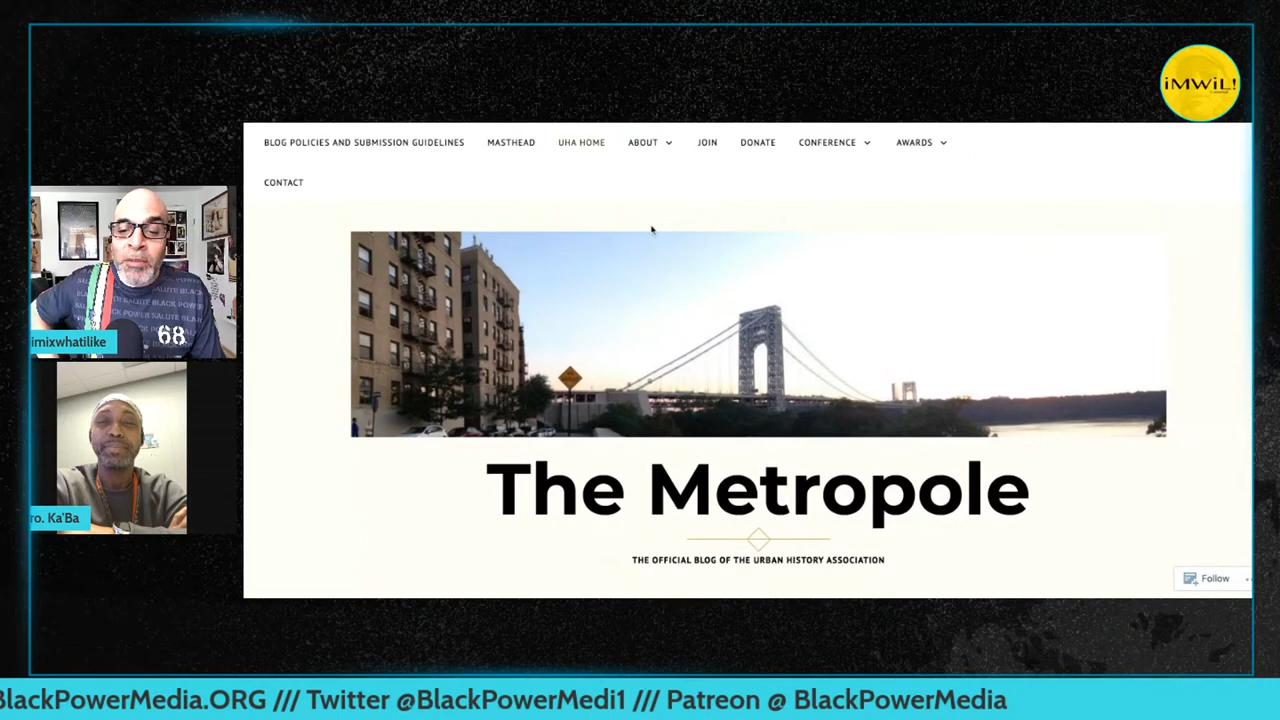 iMWiL!
BLOG POLICIES AND SUBMISSION GUIDELINES MASTHEAD UHA HOME ABOUT JOIN DONATE CONFERENCE AWARDS
CONTACT
68
imixwhatilike
ro. Ka'Ba
The Metropole
THE OFFICIAL BLOG OF THE URBAN HISTORY ASSOCIATION
Follow
BlackPowerMedia.ORG /// Twitter @BlackPowerMedi1 /// Patreon @ BlackPowerMedia